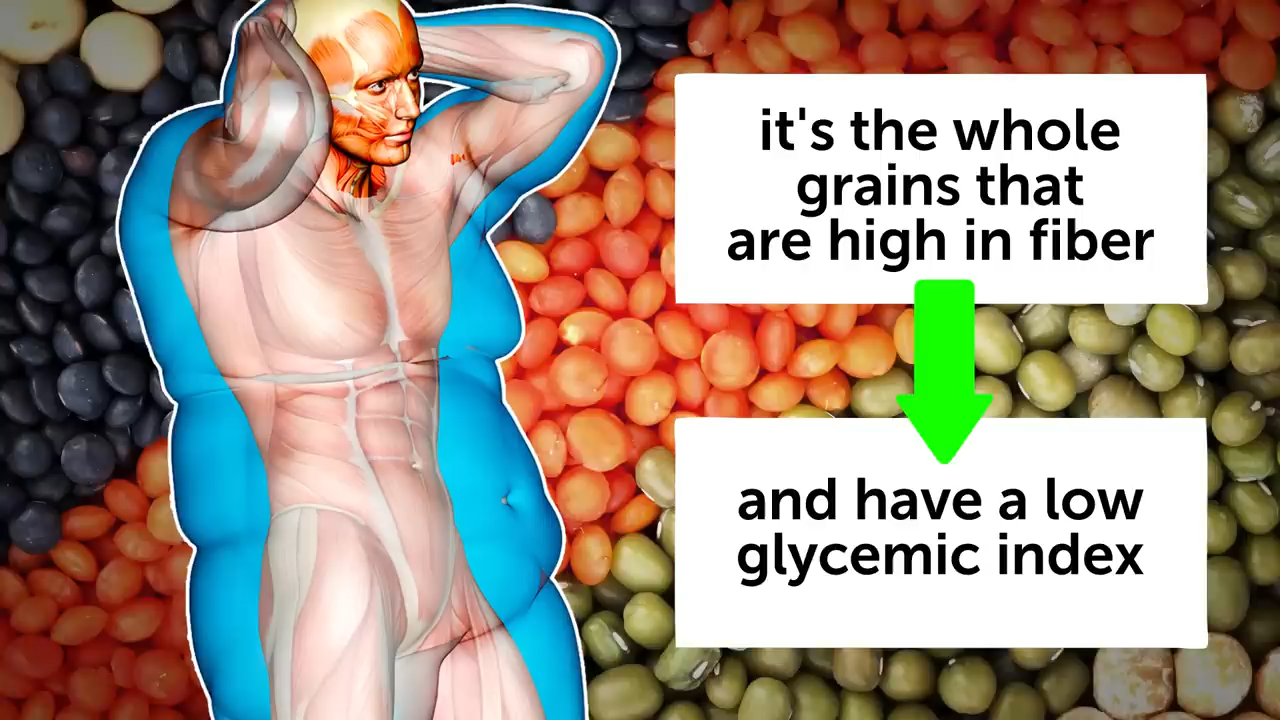 it's the whole
grains that
are high in fiber
and have a low
glycemic index